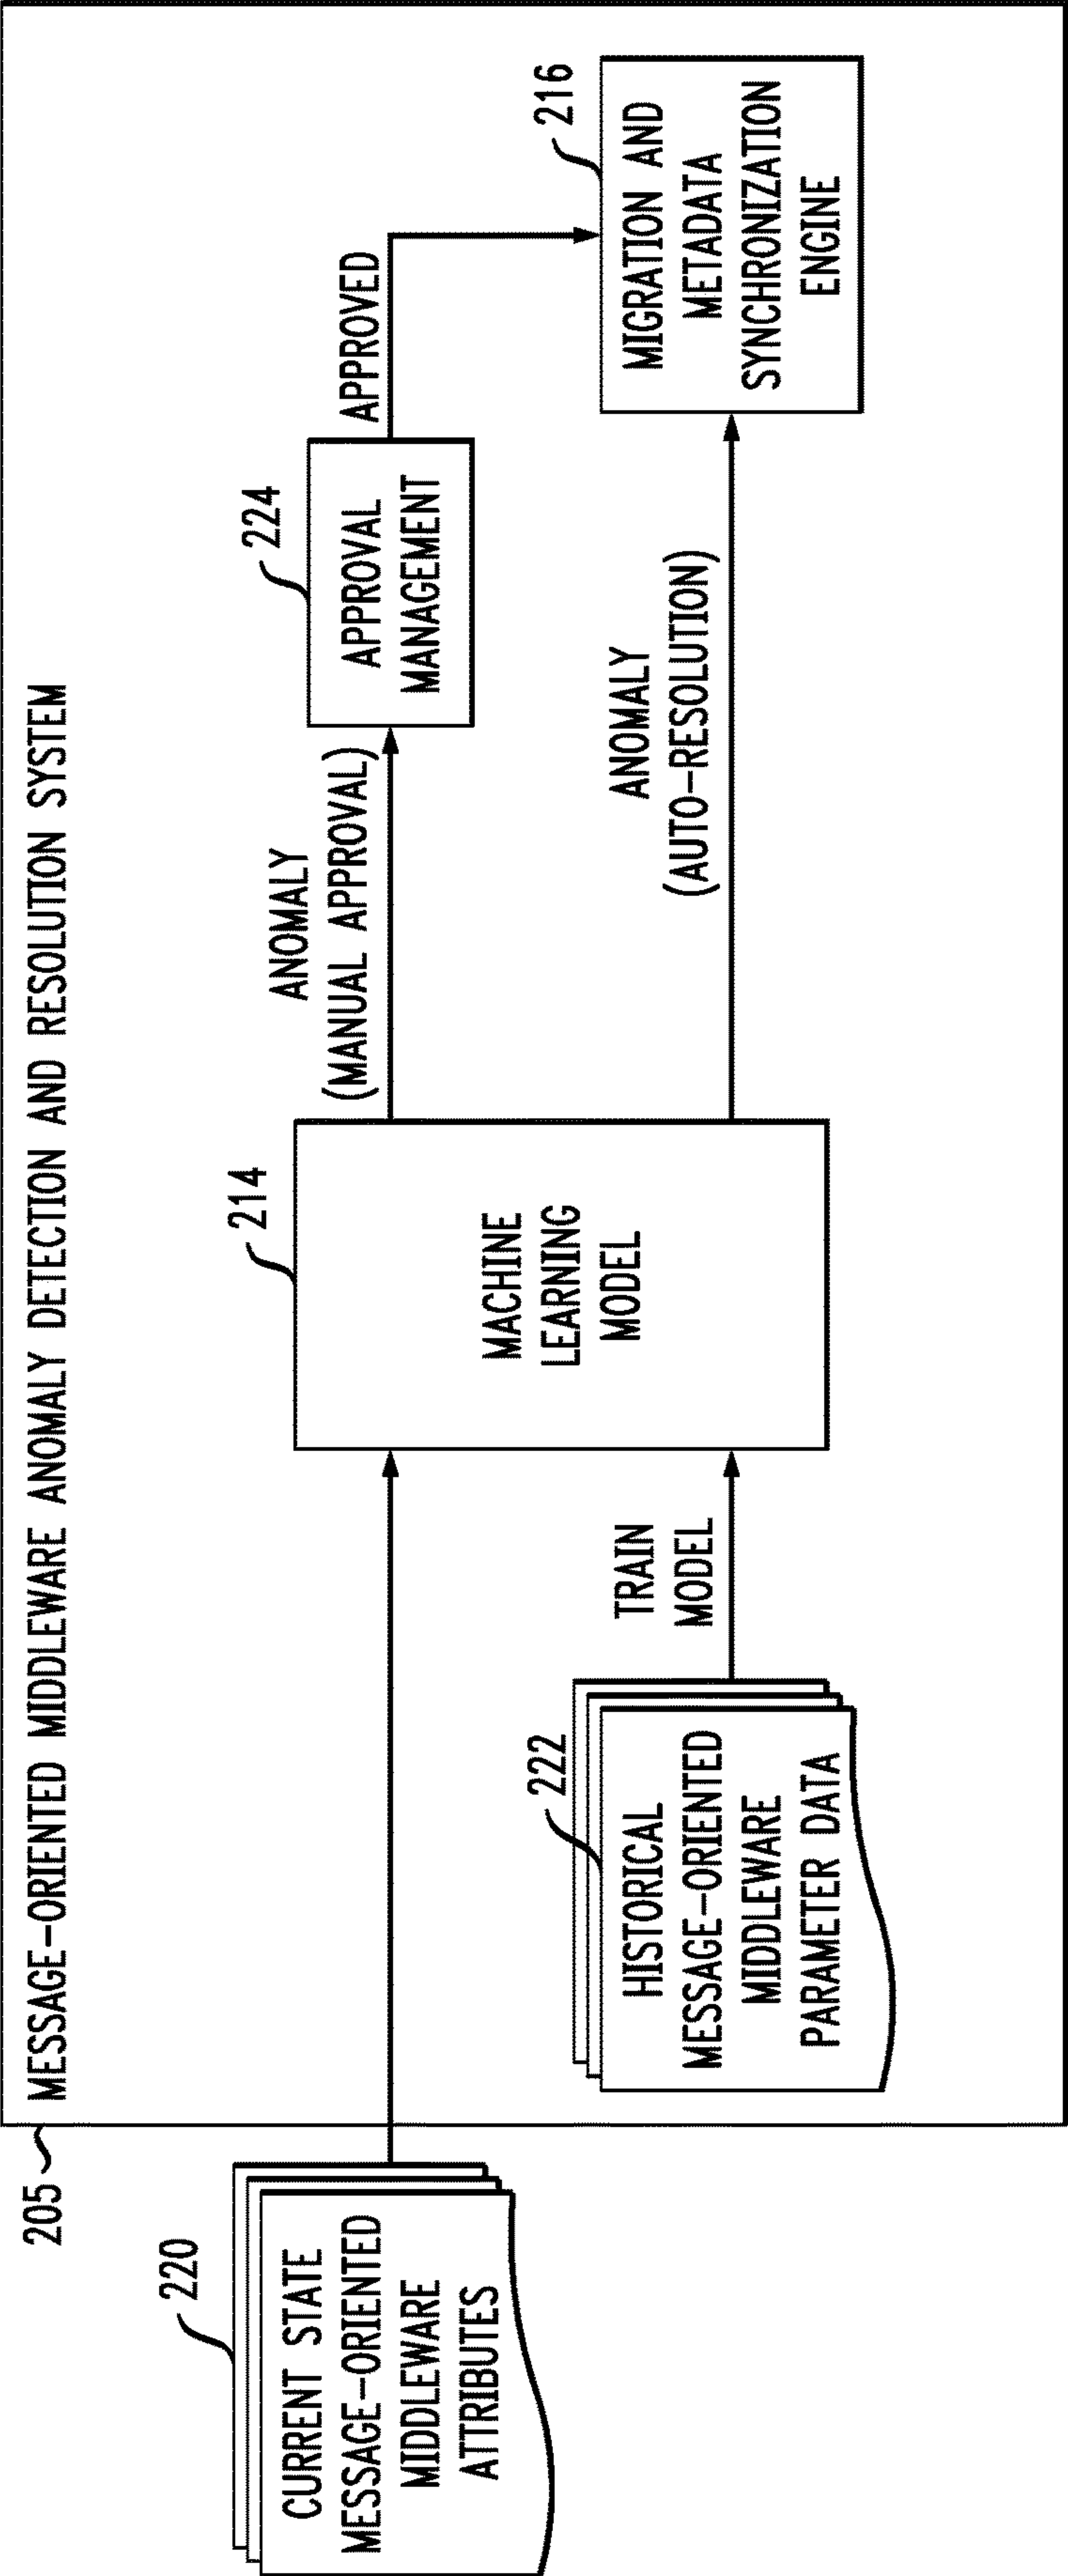 205 MESSAGE-ORIENTED MIDDLEWARE ANOMALY DETECTION AND RESOLUTION SYSTEM
220
CURRENT STATE
MESSAGE-ORIENTED
MIDDLEWARE
ATTRIBUTES
222
HISTORICAL
MESSAGE-ORIENTED
MIDDLEWARE
PARAMETER DATA
TRAIN
MODEL
214
MACHINE
LEARNING
MODEL
ANOMALY
(MANUAL APPROVAL)
224
APPROVAL
MANAGEMENT
APPROVED
ANOMALY
(AUTO-RESOLUTION)
216
MIGRATION AND
METADATA
SYNCHRONIZATION
ENGINE